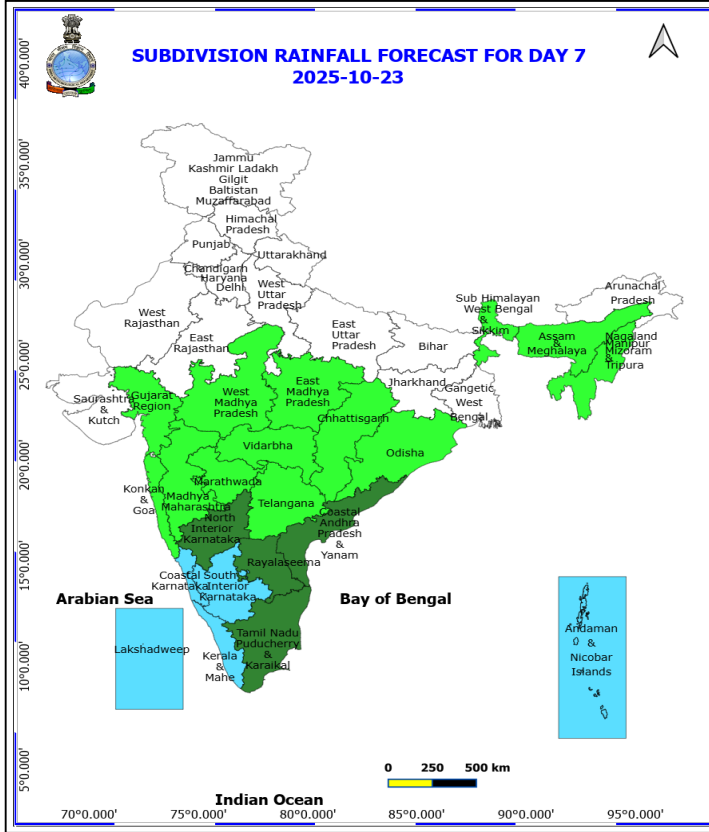 SUBDIVISION RAINFALL FORECAST FOR DAY 7
2025-10-23
40°0.000'
35°0.000'
30°0.000'
25°0.000'
20°0.000'
15°0.000'
10°0.000'
5°0.000'
Jammu
Kashmir Ladakh
Gilgit
Baltistan
Muzaffarabad
Himachal
Pradesh
Punjab
Uttarakhand
Chandigarh
Haryana
Delhi
West
Uttar
Pradesh
West
Rajasthan
East
Rajasthan
East
Uttar
Pradesh
Bihar
Sub Himalayan
West Bengal
&
Sikkim
Arunachal
Pradesh
Assam
&
Meghalaya
Nagaland
Manipur
Mizoram
&
Tripura
Saurashtra
&
Kutch
Gujarat
Region
West
Madhya
Pradesh
East
Madhya
Pradesh
Jharkhand
Gangetic
West
Bengal
Chhattisgarh
Odisha
Vidarbha
Konkan
&
Goa
Madhya
Maharashtra
Marathwada
Telangana
North
Interior
Karnataka
Coastal
Andhra
Pradesh
&
Yanam
Rayalaseema
Coastal
Karnataka
South
Interior
Karnataka
Arabian Sea
Bay of Bengal
Lakshadweep
Kerala
&
Mahe
Tamil Nadu
Puducherry
&
Karaikal
Andaman
&
Nicobar
Islands
0 250 500 km
Indian Ocean
70°0.000' 75°0.000' 80°0.000' 85°0.000' 90°0.000' 95°0.000'